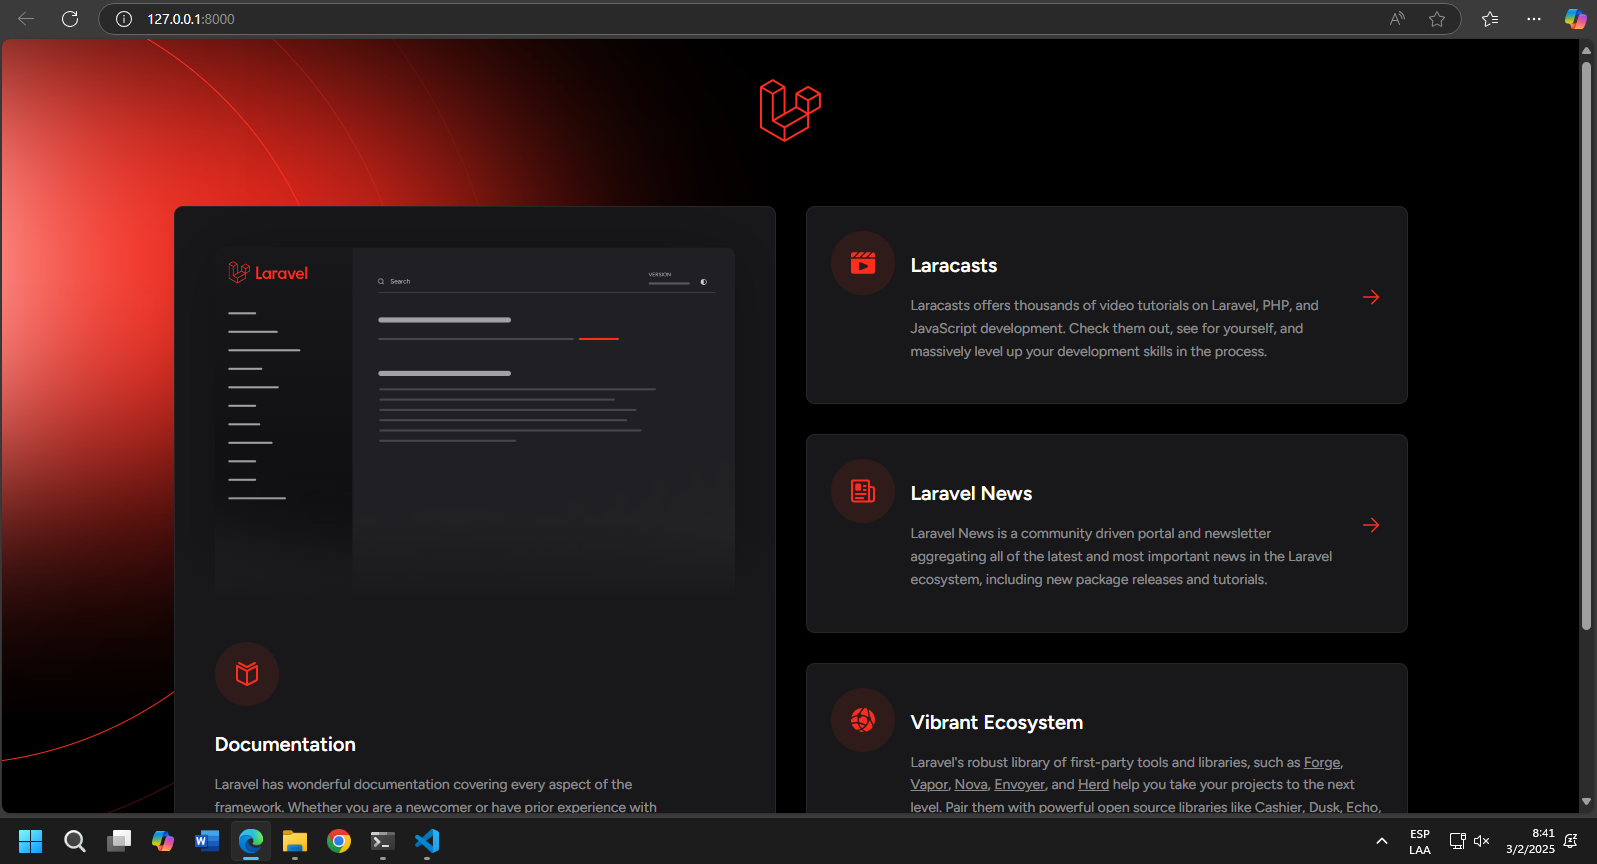 127.0.0.1:8000
Laravel
Search
VERSION
Documentation
Laravel has wonderful documentation covering every aspect of the
framework. Whether you are a newcomer or have prior experience with
Laracasts
Laracasts offers thousands of video tutorials on Laravel, PHP, and
JavaScript development. Check them out, see for yourself, and
massively level up your development skills in the process.
Laravel News
Laravel News is a community driven portal and newsletter
aggregating all of the latest and most important news in the Laravel
ecosystem, including new package releases and tutorials.
Vibrant Ecosystem
Laravel's robust library of first-party tools and libraries, such as Forge,
Vapor, Nova, Envoyer, and Herd help you take your projects to the next
level. Pair them with powerful open source libraries like Cashier, Dusk, Echo,
ESP
LAA
8:41
3/2/2025